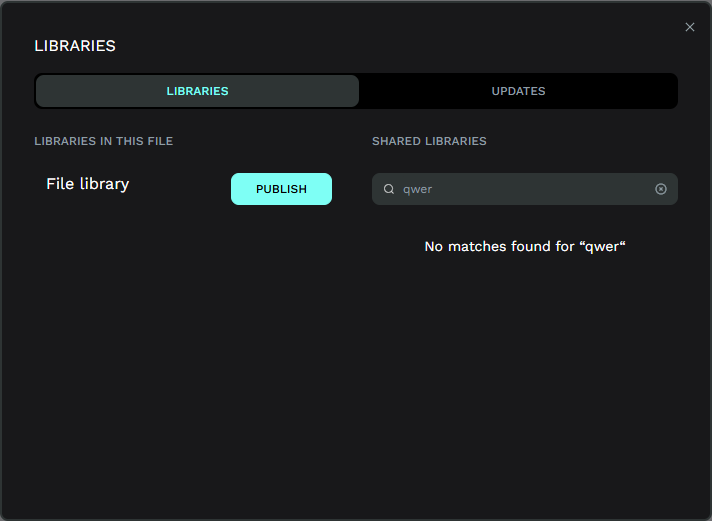 LIBRARIES
LIBRARIES
UPDATES
LIBRARIES IN THIS FILE
File library
PUBLISH
SHARED LIBRARIES
qwer
No matches found for “qwer“